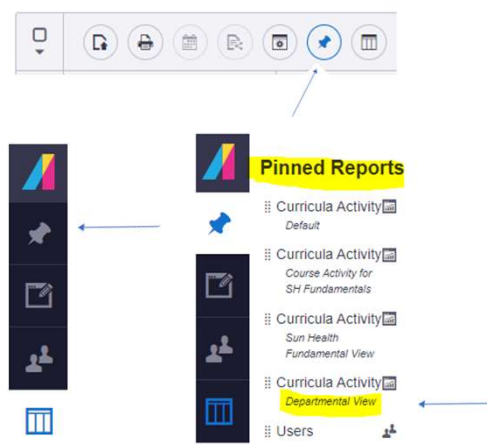 Pinned Reports
Curricula Activity
Default
Curricula Activity
Course Activity for
SH Fundamentals
Curricula Activity
Sun Health
Fundamental View
Curricula Activity
Departmental View
Users